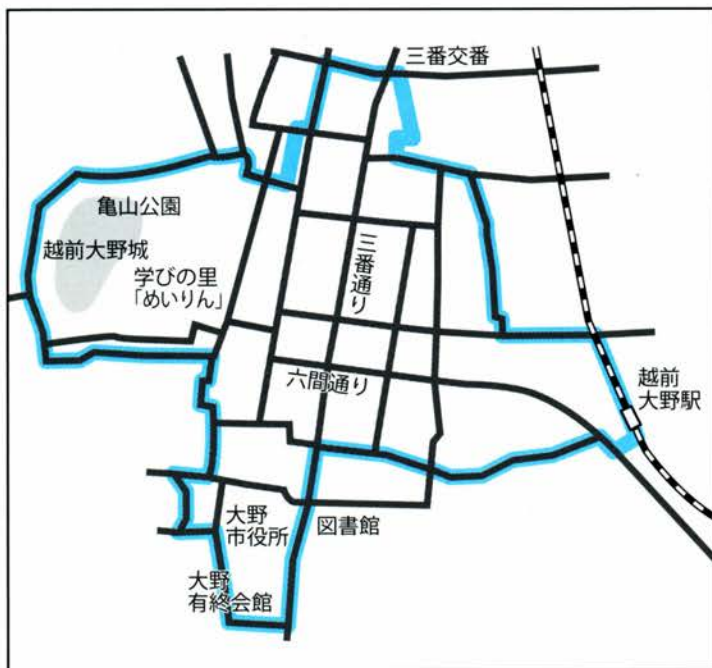 三番交番
亀山公園
越前大野城
学びの里
「めいりん」
三番通り
六間通り
越前
大野駅
大野
市役所
図書館
大野
有終会館